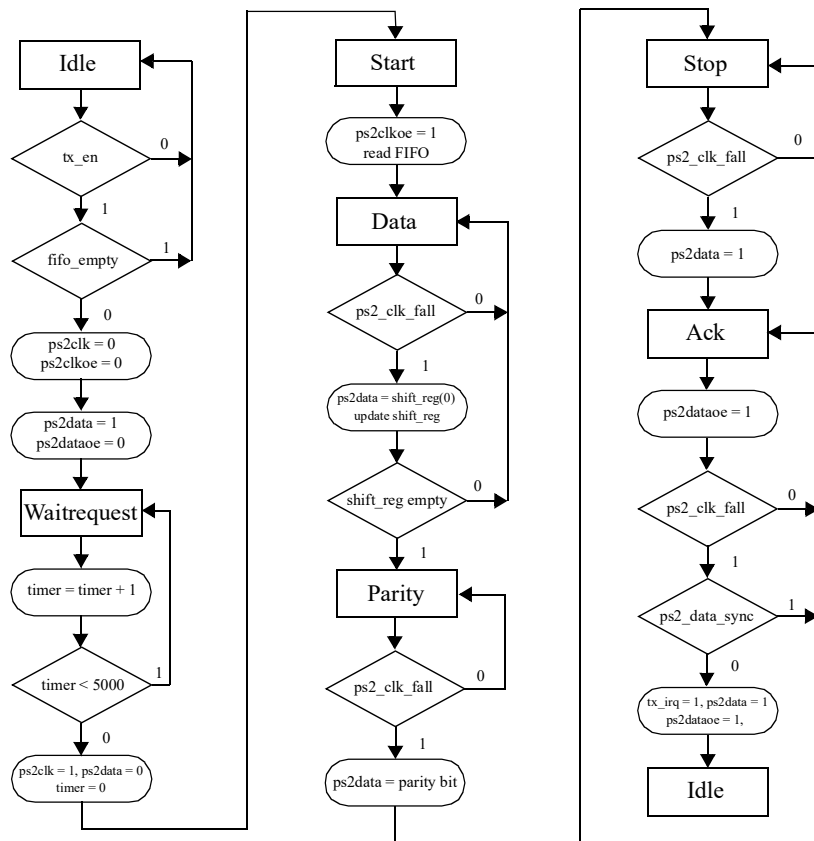 Idle
tx_en
0
1
fifo_empty
1
0
ps2clk = 0
ps2clkoe = 0
ps2data = 1
ps2dataoe = 0
Waitrequest
timer = timer + 1
timer < 5000
1
0
ps2clk = 1, ps2data = 0
timer = 0
Start
ps2clkoe = 1
read FIFO
Data
ps2_clk_fall
0
1
ps2data = shift_reg(0)
update shift_reg
shift_reg empty
0
1
Parity
ps2_clk_fall
0
1
ps2data = parity bit
Stop
ps2_clk_fall
0
1
ps2data = 1
Ack
ps2dataoe = 1
ps2_clk_fall
0
1
ps2_data_sync
1
0
tx_irq = 1, ps2data = 1
ps2dataoe = 1,
Idle